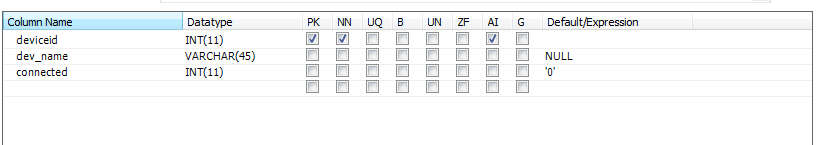 Column Name Datatype PK NN UQ B UN ZF AI G Default/Expression
deviceid INT(11)
dev_name VARCHAR(45) NULL
connected INT(11) '0'